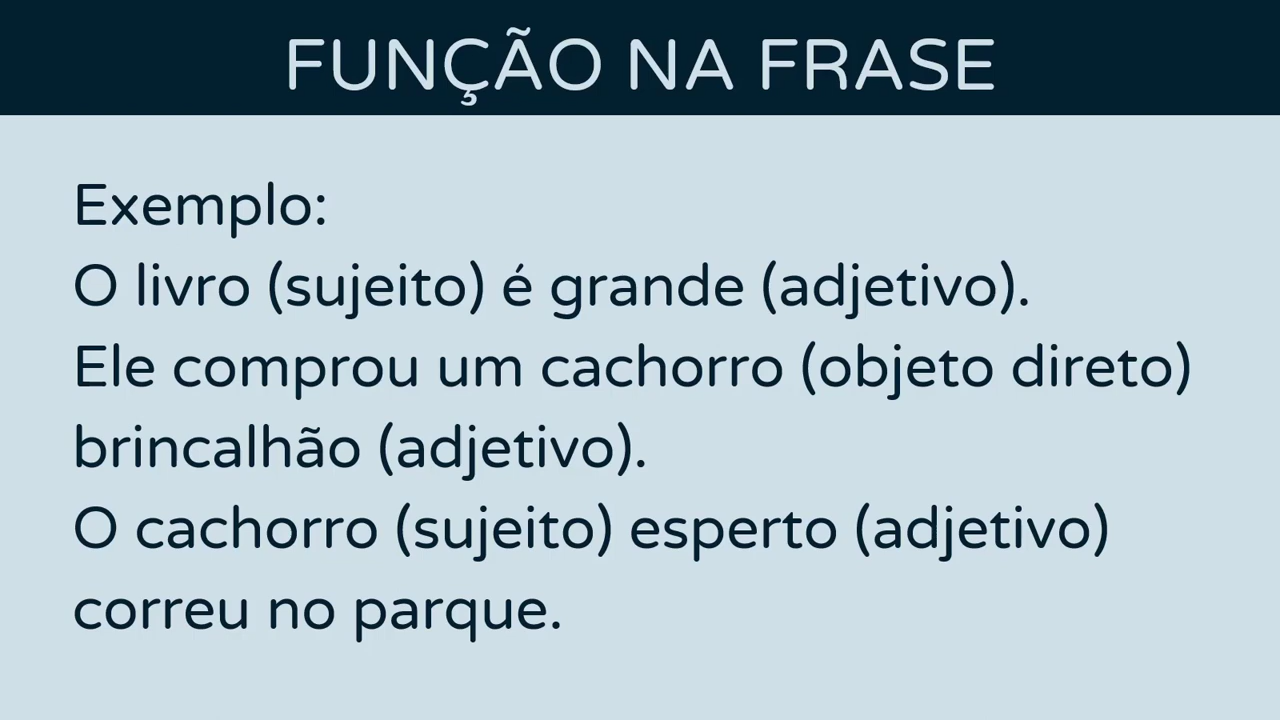 FUNÇÃO NA FRASE
Exemplo:
O livro (sujeito) é grande (adjetivo).
Ele comprou um cachorro (objeto direto)
brincalhão (adjetivo).
O cachorro (sujeito) esperto (adjetivo)
correu no parque.